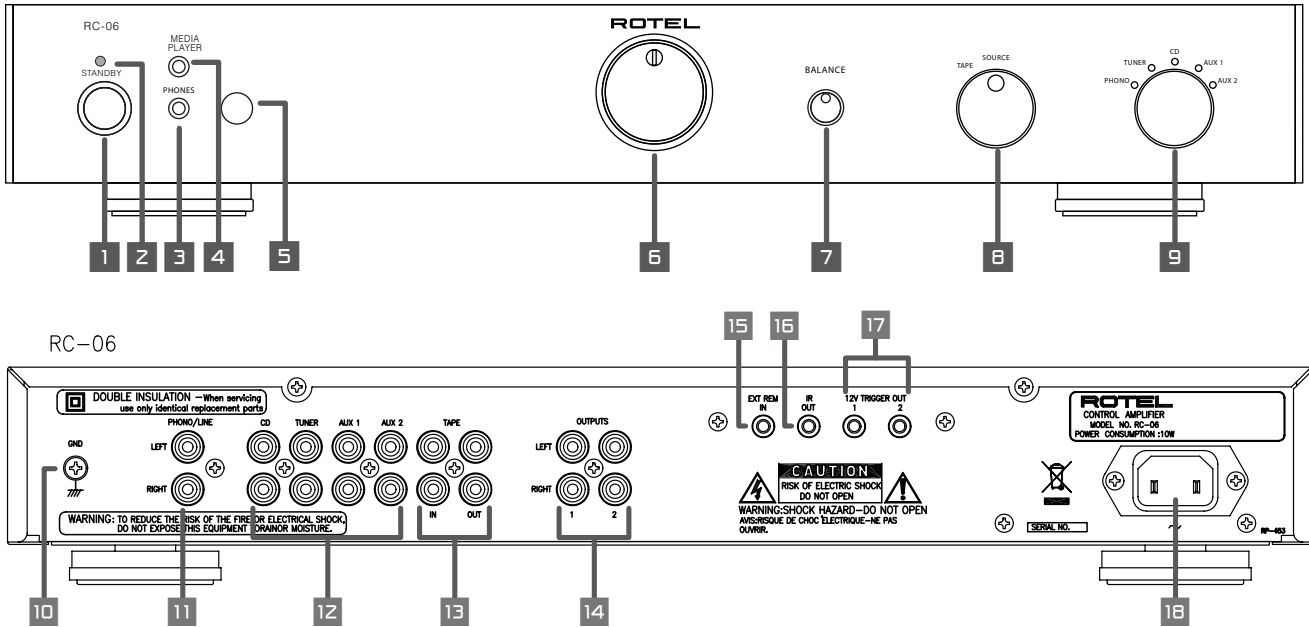 RC-06
ROTEL
MEDIA
PLAYER
STANDBY
PHONES
BALANCE
SOURCE
TAPE
CD
TUNER
AUX 1
PHONO
AUX 2
1
2
3
4
5
6
7
8
9
RC-06
15
16
17
DOUBLE INSULATION -When servicing
use only identical replacement parts
GND
PHONO/LINE
CD
TUNER
AUX 1
AUX 2
TAPE
OUTPUTS
EXT REM
IN
IR
OUT
12V TRIGGER OUT
1
2
LEFT
RIGHT
LEFT
RIGHT
IN
OUT
1
2
WARNING: TO REDUCE THE RISK OF THE FIRE OR ELECTRICAL SHOCK,
DO NOT EXPOSE THIS EQUIPMENT TORAINOR MOISTURE.
CAUTION
RISK OF ELECTRIC SHOCK
DO NOT OPEN
WARNING:SHOCK HAZARD-DO NOT OPEN
AVIS:RISQUE DE CHOC ELECTRIQUE-NE PAS
OUVRIR.
ROTEL
CONTROL AMPLIFIER
MODEL NO. RC-06
POWER CONSUMPTION :10W
SERIAL NO.
~
RP-463
10
11
12
13
14
18